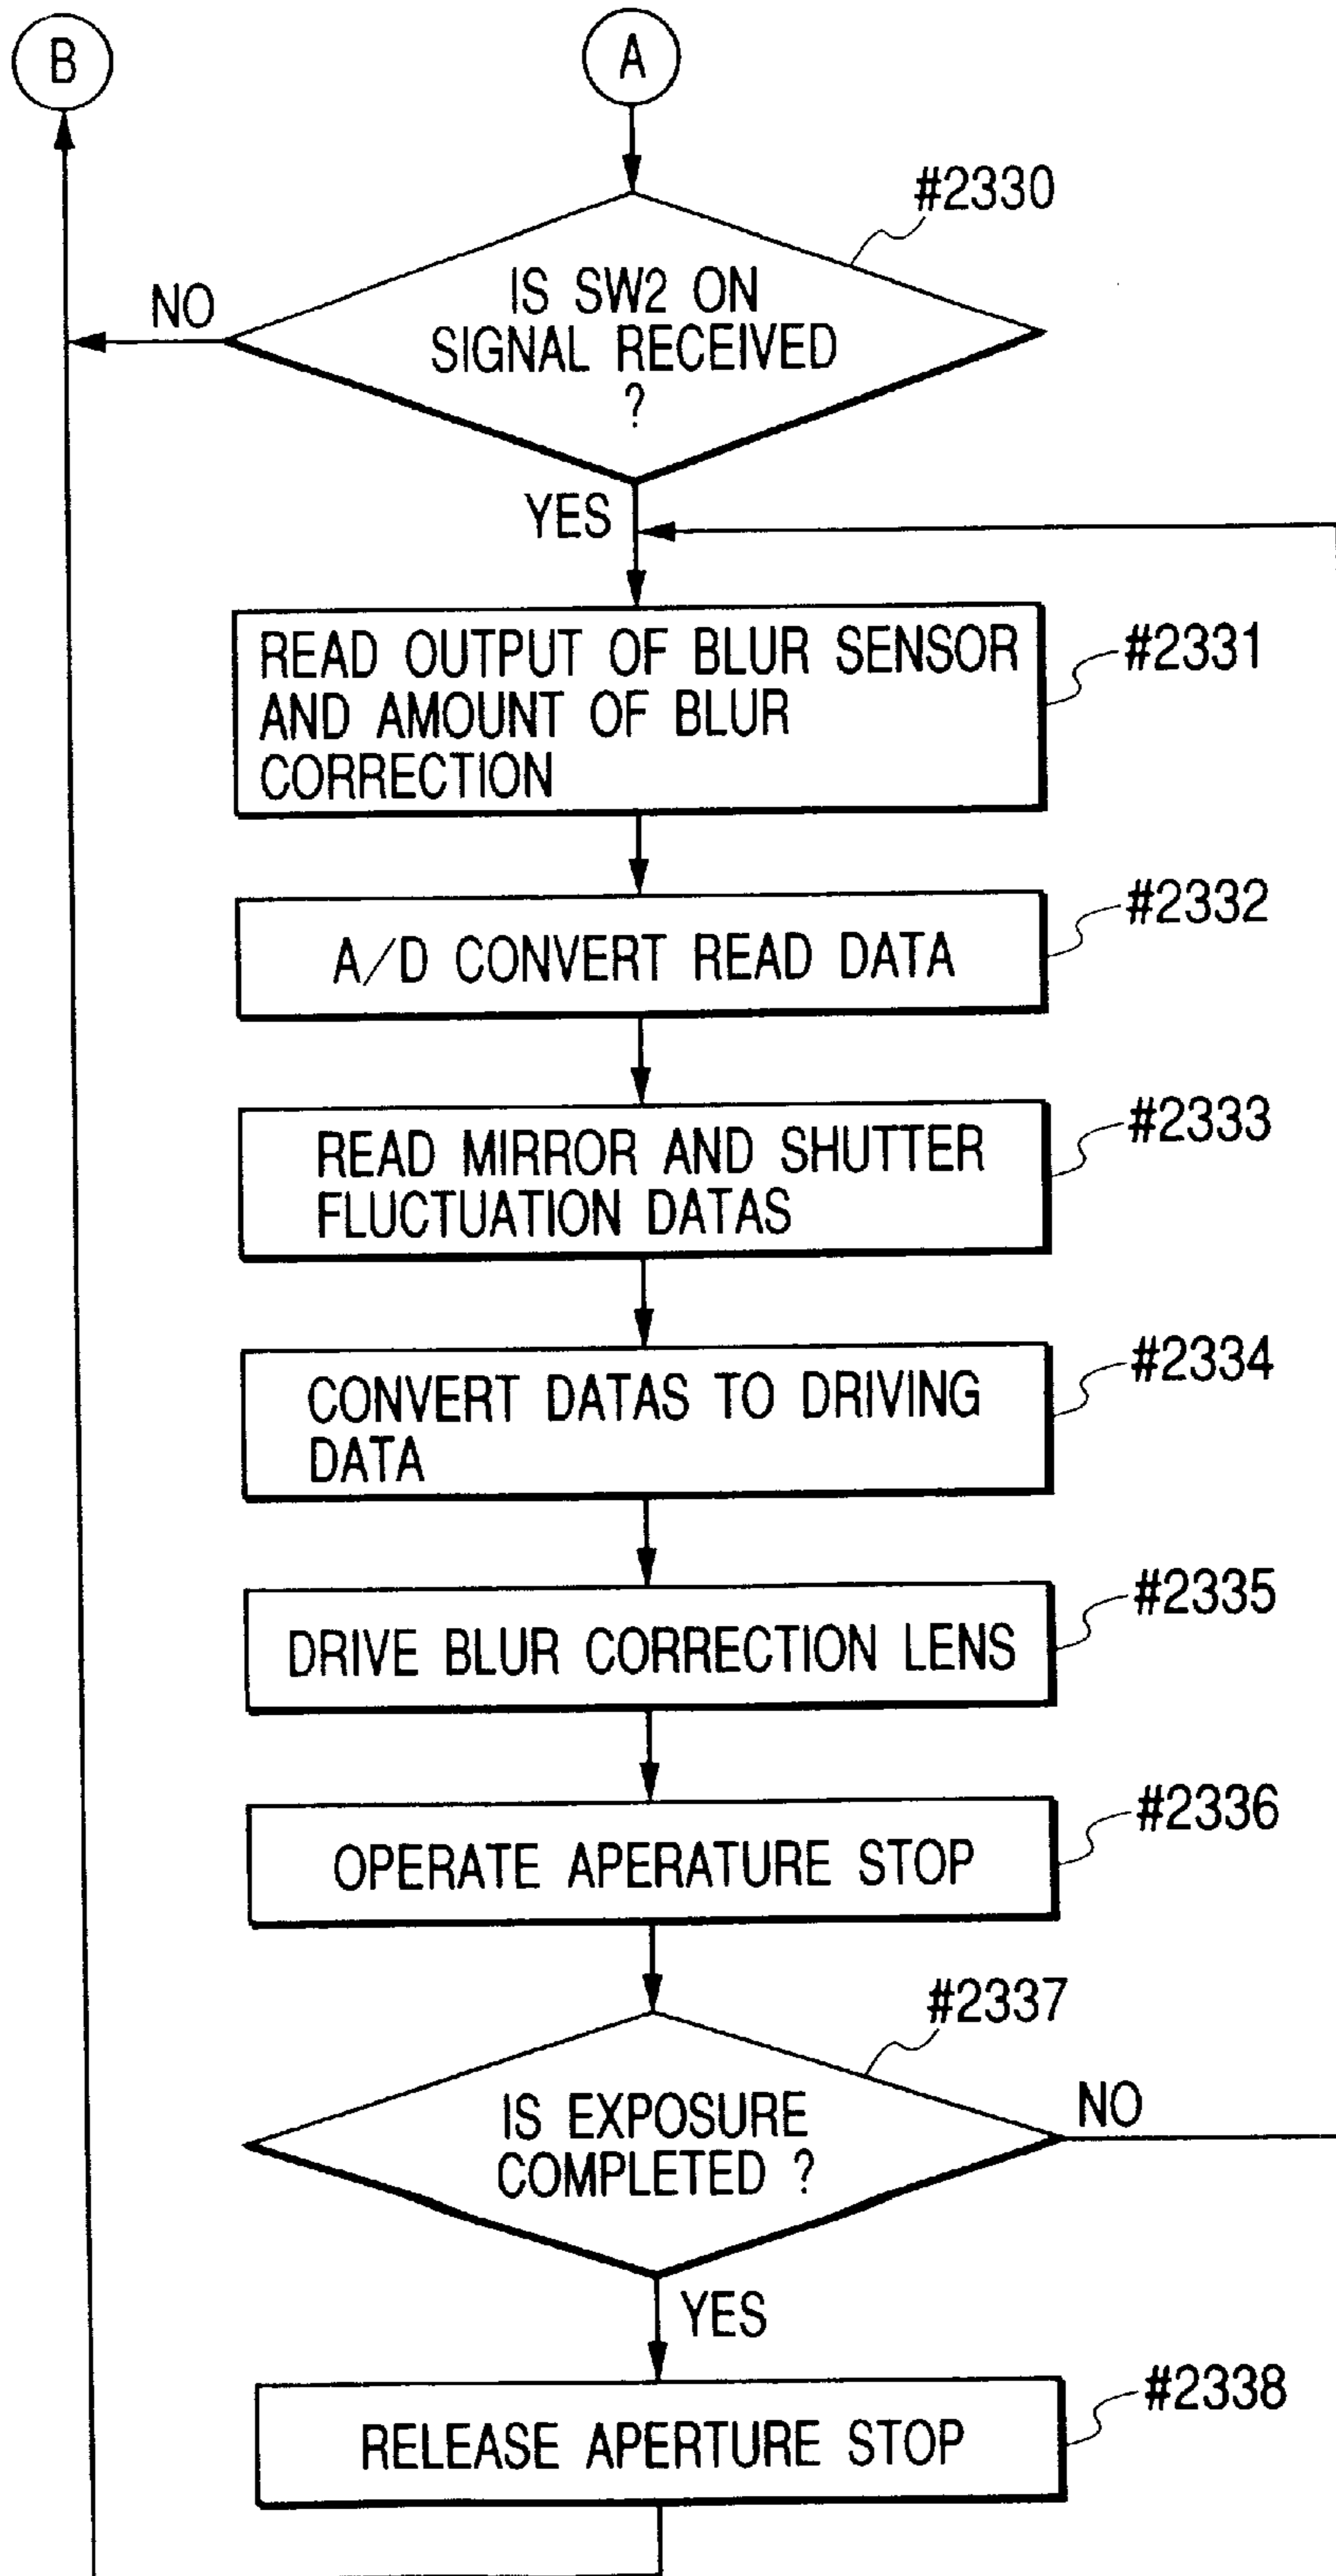 B
A
#2330
IS SW2 ON
SIGNAL RECEIVED
?
NO
YES
READ OUTPUT OF BLUR SENSOR
AND AMOUNT OF BLUR
CORRECTION
#2331
A/D CONVERT READ DATA
#2332
READ MIRROR AND SHUTTER
FLUCTUATION DATAS
#2333
CONVERT DATAS TO DRIVING
DATA
#2334
DRIVE BLUR CORRECTION LENS
#2335
OPERATE APERATURE STOP
#2336
#2337
IS EXPOSURE
COMPLETED ?
NO
YES
RELEASE APERTURE STOP
#2338